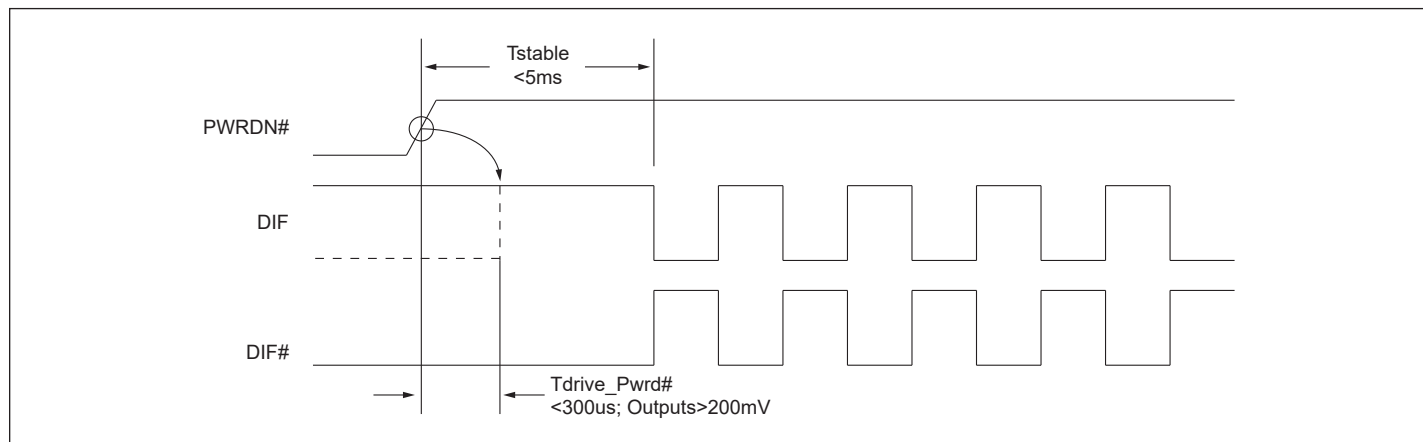 Tstable
<5ms
PWRDN#
DIF
DIF#
Tdrive_Pwrd#
<300us; Outputs>200mV